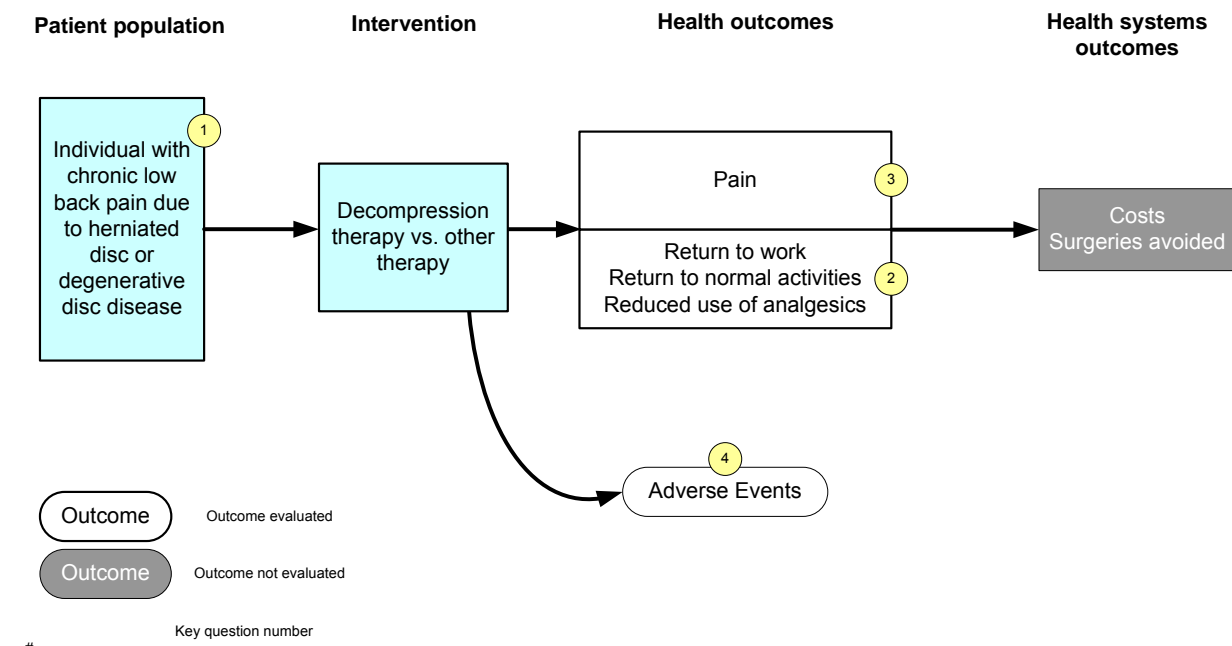 Patient population
Intervention
Health outcomes
Health systems
outcomes
1
Individual with
chronic low
back pain due
to herniated
disc or
degenerative
disc disease
Decompression
therapy vs. other
therapy
Pain
3
Return to work
Return to normal activities
Reduced use of analgesics
2
Costs
Surgeries avoided
4
Adverse Events
Outcome
Outcome evaluated
Outcome
Outcome not evaluated
Key question number
#